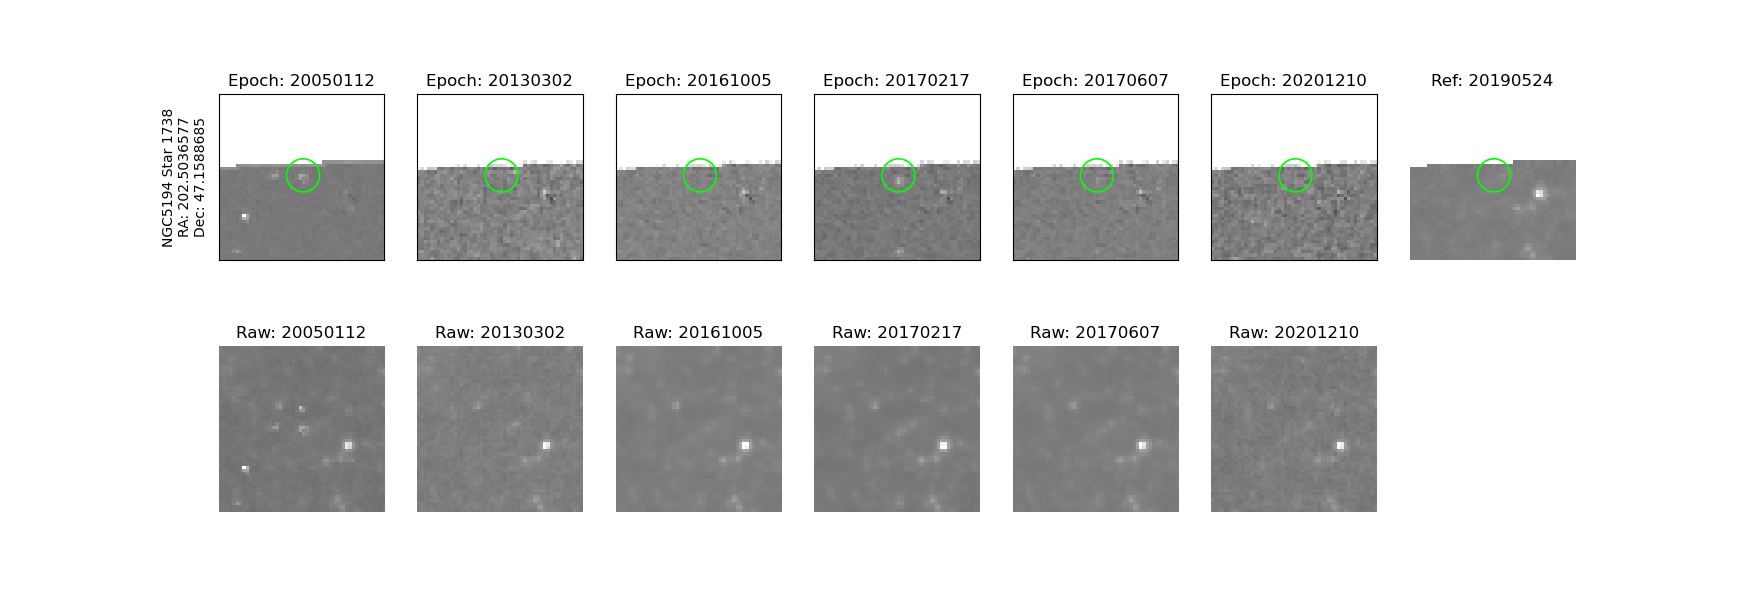 Epoch: 20050112
Epoch: 20130302
Epoch: 20161005
Epoch: 20170217
Epoch: 20170607
Epoch: 20201210
Ref: 20190524
NGC5194 Star 1738
RA: 202.5036577
Dec: 47.1588685
Raw: 20050112
Raw: 20130302
Raw: 20161005
Raw: 20170217
Raw: 20170607
Raw: 20201210